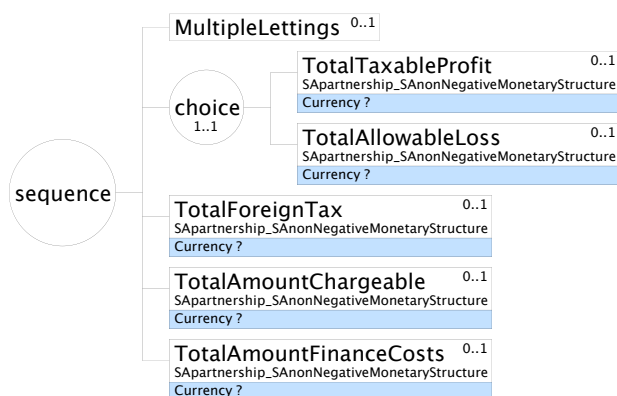 MultipleLettings 0..1
TotalTaxableProfit 0..1
SApartnership_SAnonNegativeMonetaryStructure
Currency ?
choice
1..1
TotalAllowableLoss 0..1
SApartnership_SAnonNegativeMonetaryStructure
Currency ?
sequence
TotalForeignTax 0..1
SApartnership_SAnonNegativeMonetaryStructure
Currency ?
TotalAmountChargeable 0..1
SApartnership_SAnonNegativeMonetaryStructure
Currency ?
TotalAmountFinanceCosts 0..1
SApartnership_SAnonNegativeMonetaryStructure
Currency ?